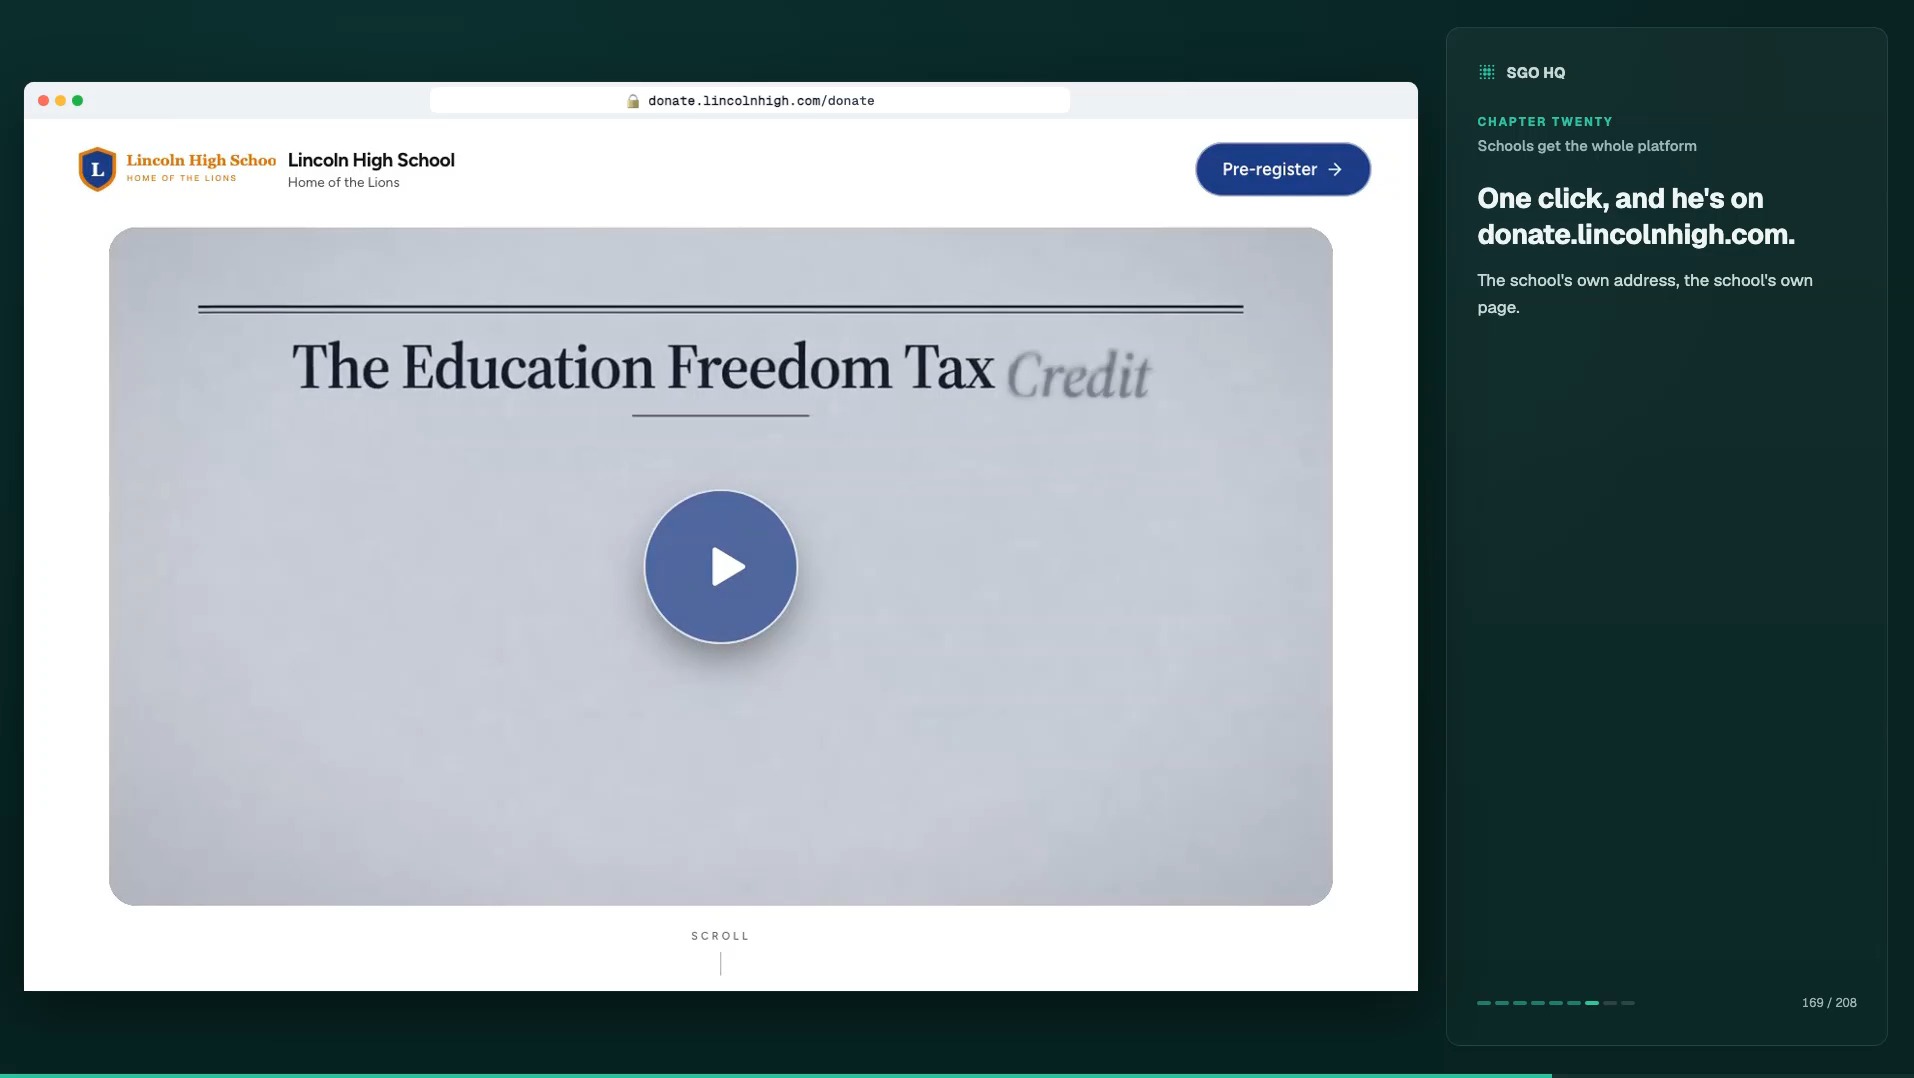 donate.lincolnhigh.com/donate
L
Lincoln High Schoo
HOME OF THE LIONS
Lincoln High School
Home of the Lions
Pre-register →
The Education Freedom Tax Credit
SCROLL
SGO HQ
CHAPTER TWENTY
Schools get the whole platform
One click, and he's on
donate.lincolnhigh.com.
The school's own address, the school's own
page.
169 / 208